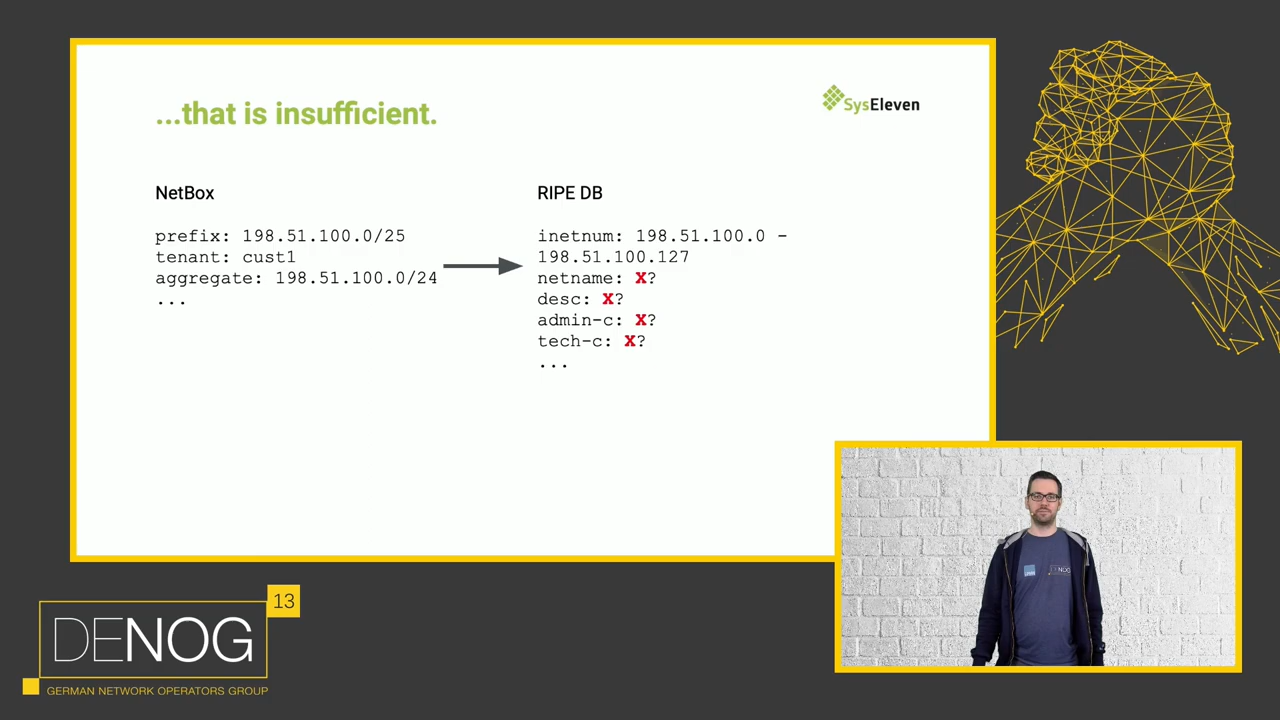 ...that is insufficient.
SysEleven
NetBox
prefix: 198.51.100.0/25
tenant: cust1
aggregate: 198.51.100.0/24
...
RIPE DB
inetnum: 198.51.100.0 -
198.51.100.127
netname: X?
desc: X?
admin-c: X?
tech-c: X?
...
DENOG
13
DENOG
GERMAN NETWORK OPERATORS GROUP